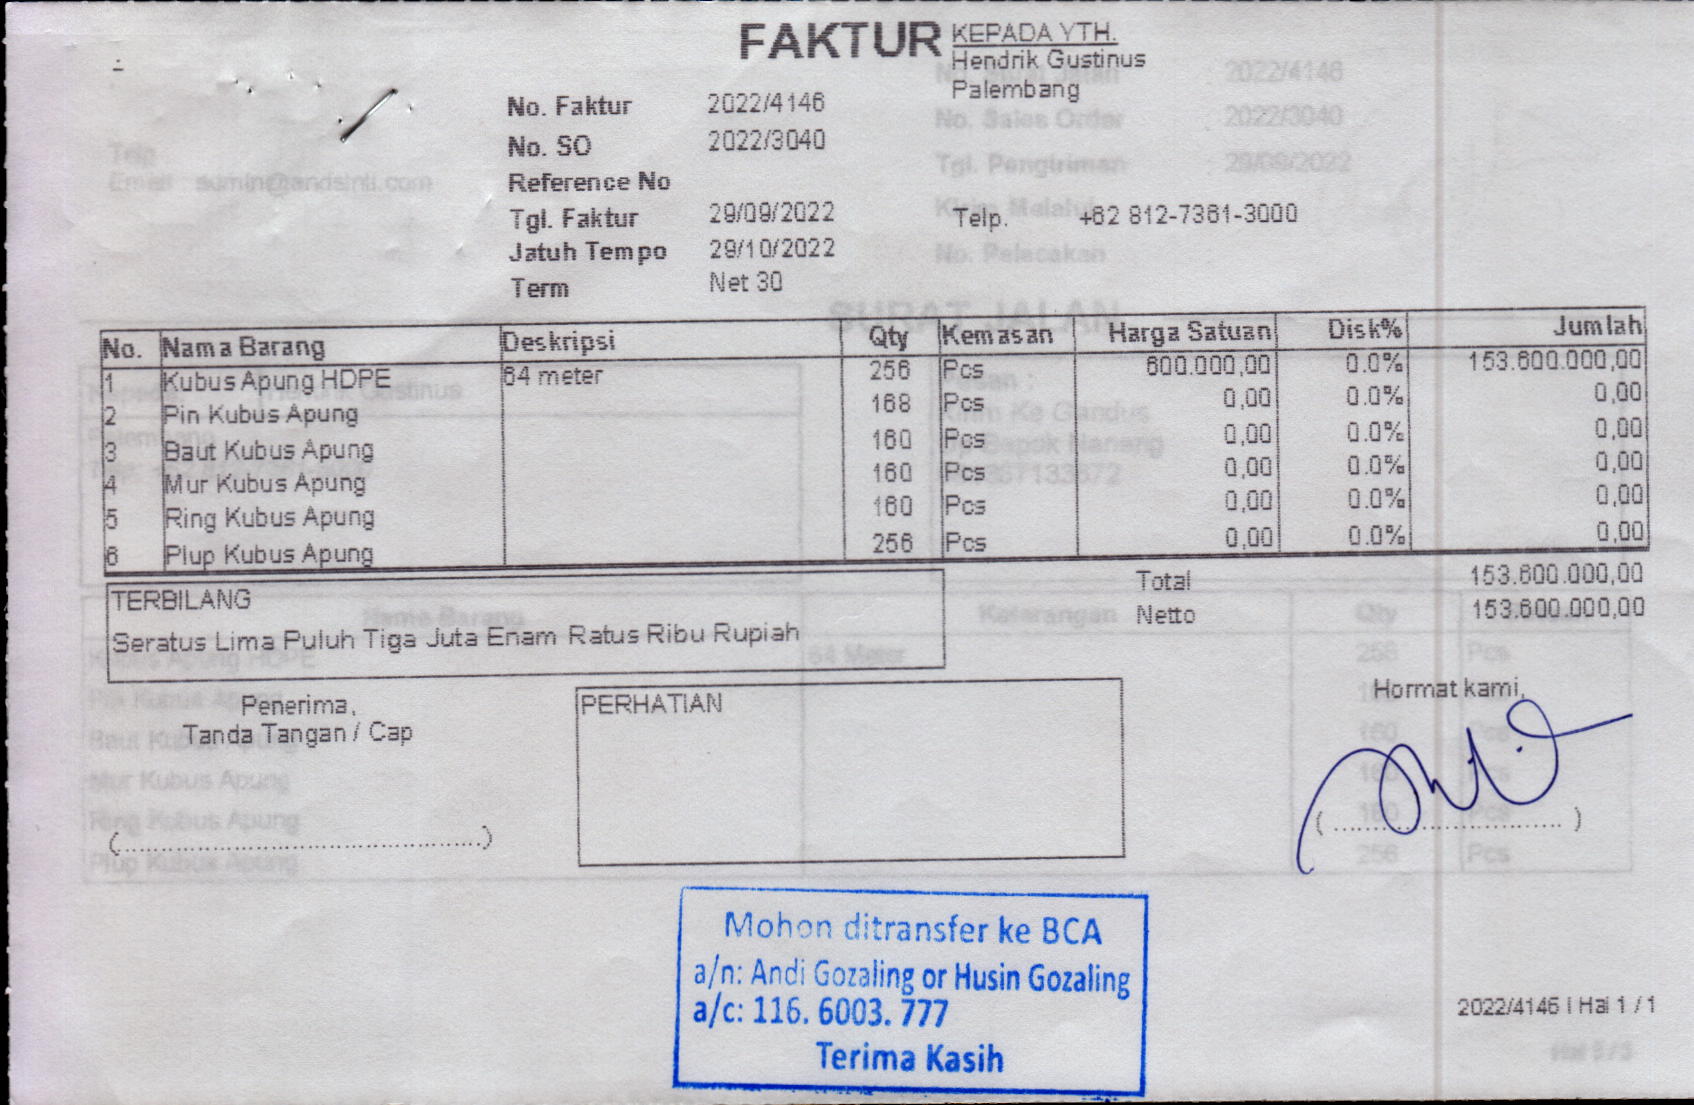 FAKTUR
KEPADA YTH.
Hendrik Gustinus
Palembang
No. Faktur 2022/4146
No. SO 2022/3040
Reference No
Tgl. Faktur 29/09/2022
Telp. +62 812-7361-3000
Jatuh Tempo 29/10/2022
Term Net 30
No. Nama Barang Deskripsi Qty Kemasan Harga Satuan Disk% Jumlah
1 Kubus Apung HDPE 64 meter 256 Pcs 600.000,00 0.0% 153.600.000,00
2 Pin Kubus Apung 168 Pcs 0,00 0.0% 0,00
3 Baut Kubus Apung 160 Pcs 0,00 0.0% 0,00
4 Mur Kubus Apung 160 Pcs 0,00 0.0% 0,00
5 Ring Kubus Apung 160 Pcs 0,00 0.0% 0,00
6 Plup Kubus Apung 256 Pcs 0,00 0.0% 0,00
Total 153.600.000,00
Netto 153.600.000,00
TERBILANG
Seratus Lima Puluh Tiga Juta Enam Ratus Ribu Rupiah
Penerima,
Tanda Tangan / Cap
PERHATIAN
Hormat kami,
Mohon ditransfer ke BCA
a/n: Andi Gozaling or Husin Gozaling
a/c: 116. 6003. 777
Terima Kasih
2022/4146 | Hal 1 / 1